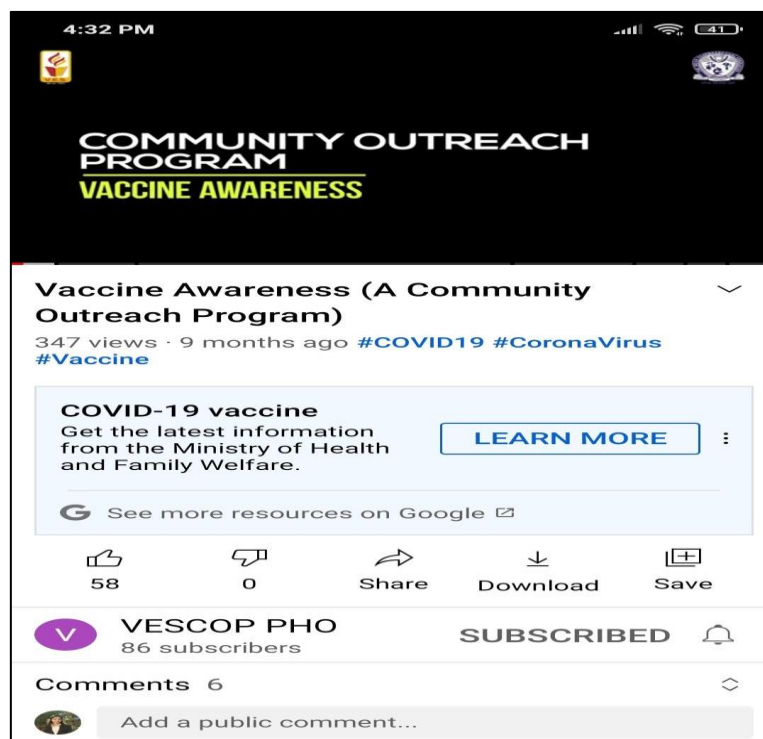 4:32 PM
41
V.E.S.
COMMUNITY OUTREACH
PROGRAM
VACCINE AWARENESS
Vaccine Awareness (A Community
Outreach Program)
347 views · 9 months ago #COVID19 #CoronaVirus
#Vaccine
COVID-19 vaccine
Get the latest information
from the Ministry of Health
and Family Welfare.
LEARN MORE
G See more resources on Google
58
0
Share
Download
Save
V
VESCOP PHO
86 subscribers
SUBSCRIBED
Comments 6
Add a public comment...